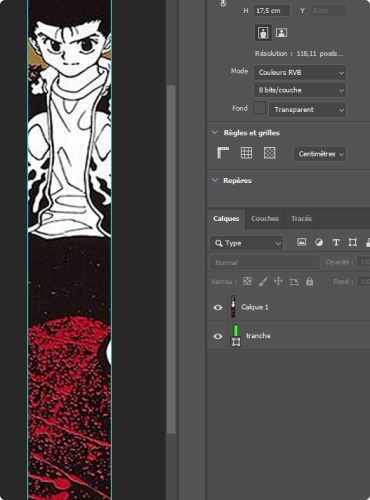 H 17,5 cm Y 0 cm
Résolution : 118,11 pixels...
Mode Couleurs RVB
8 bits/couche
Fond Transparent
Règles et grilles
Centimètres
Repères
Calques Couches Tracés
Type
Normal Opacité : 100
Verrou : Fond : 100
Calque 1
tranche